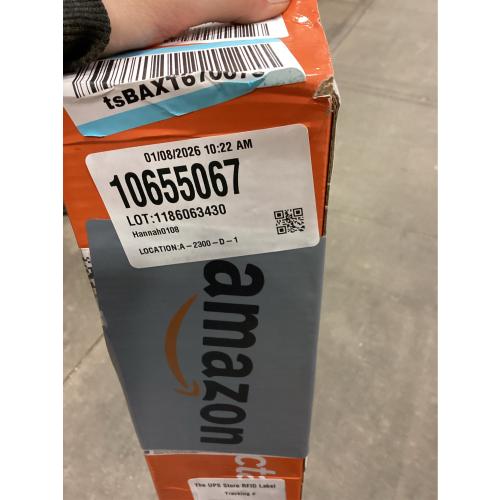 01/08/2026 10:22 AM
10655067
LOT:1186063430
Hannah0108
LOCATION:A-2300-D-1
amazon
The UPS Store RFID Label
Tracking #